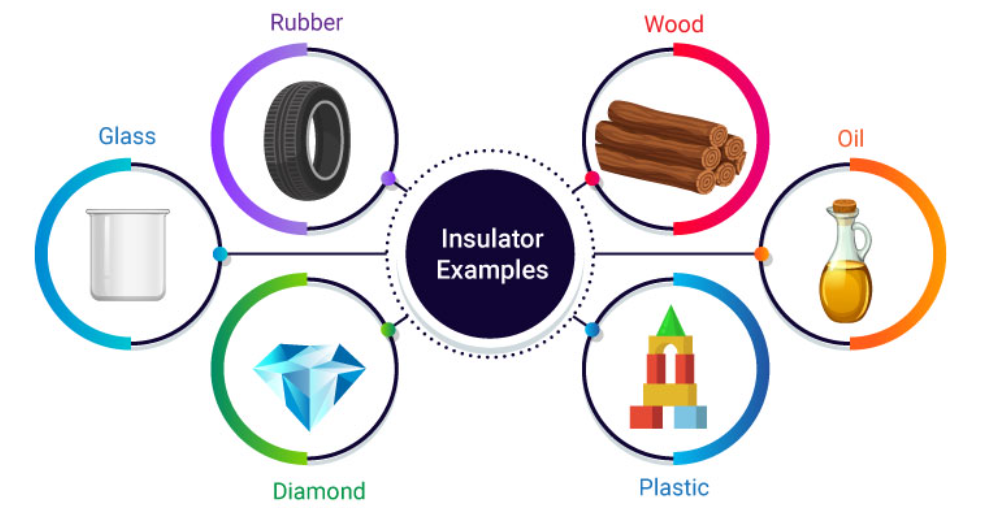 Rubber
Wood
Glass
Oil
Insulator
Examples
Diamond
Plastic